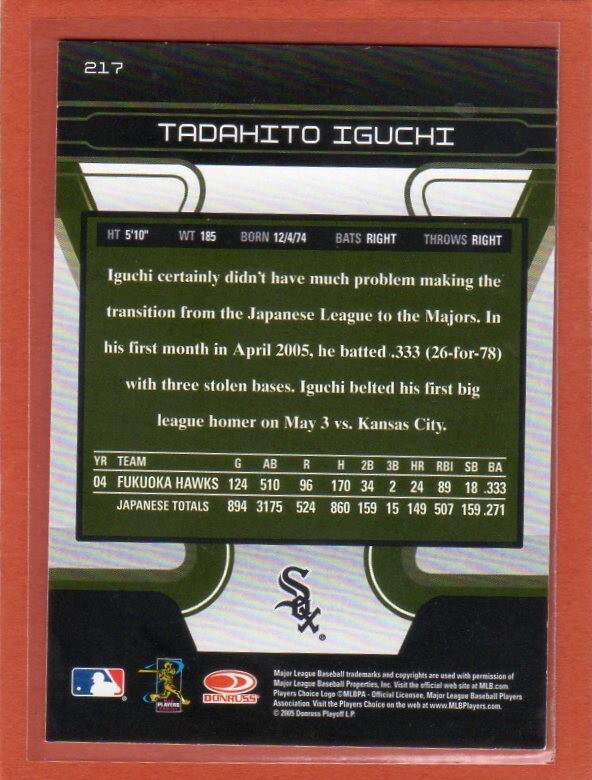 217
TADAHITO IGUCHI
HT 5'10" WT 185 BORN 12/4/74 BATS RIGHT THROWS RIGHT
Iguchi certainly didn't have much problem making the
transition from the Japanese League to the Majors. In
his first month in April 2005, he batted .333 (26-for-78)
with three stolen bases. Iguchi belted his first big
league homer on May 3 vs. Kansas City.
YR TEAM G AB R H 2B 3B HR RBI SB BA
04 FUKUOKA HAWKS 124 510 96 170 34 2 24 89 18 .333
JAPANESE TOTALS 894 3175 524 860 159 15 149 507 159 .271
Sox®
PLAYERS
DONRUSS
Major League Baseball trademarks and copyrights are used with permission of
Major League Baseball Properties, Inc. Visit the official web site at MLB.com.
Players Choice Logo ©MLBPA - Official Licensee, Major League Baseball Players
Association. Visit the Players Choice on the web at www.MLBPlayers.com.
© 2005 Donruss Playoff L.P.